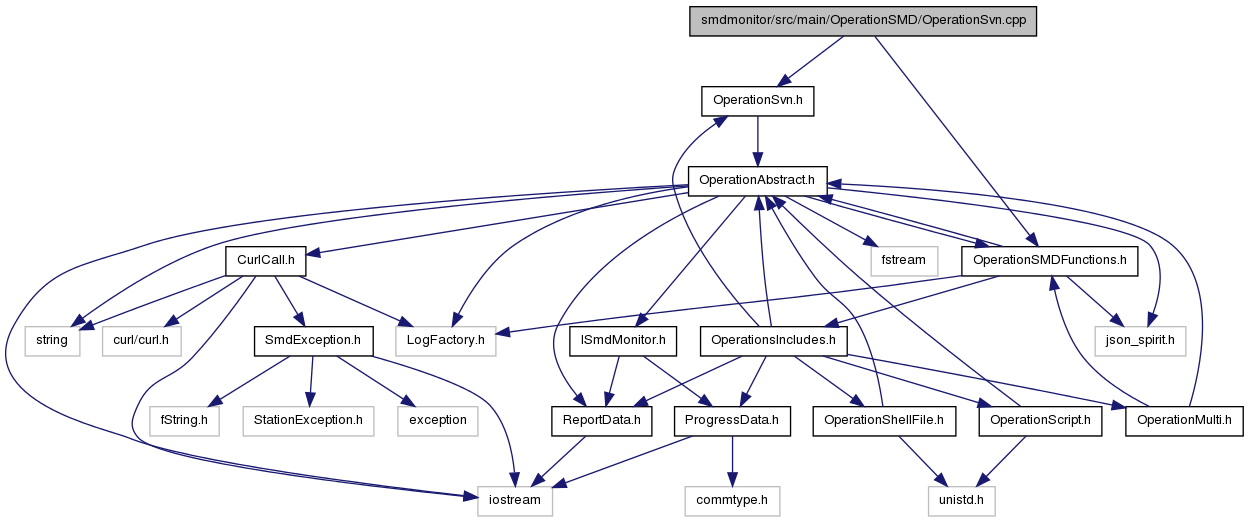 smdmonitor/src/main/OperationSMD/OperationSvn.cpp
OperationSvn.h
OperationAbstract.h
CurlCall.h
fstream
OperationSMDFunctions.h
string
curl/curl.h
SmdException.h
LogFactory.h
ISmdMonitor.h
OperationsIncludes.h
json_spirit.h
fString.h
StationException.h
exception
ReportData.h
ProgressData.h
OperationShellFile.h
OperationScript.h
OperationMulti.h
iostream
commtype.h
unistd.h